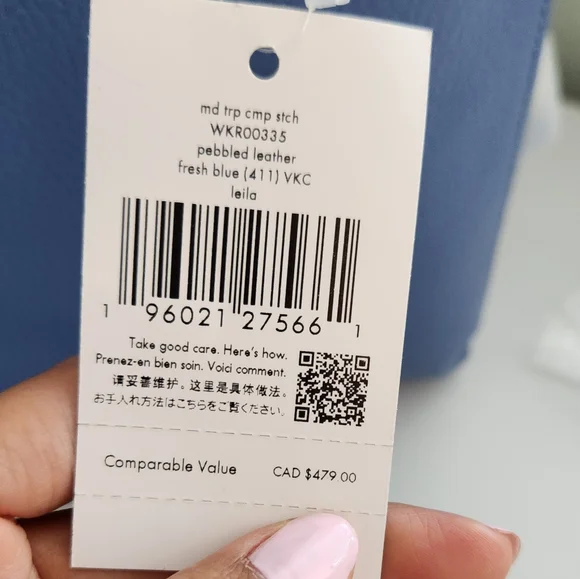 md trp cmp stch
WKR00335
pebbled leather
fresh blue (411) VKC
leila
1 96021 27566 1
Take good care. Here's how.
Prenez-en bien soin. Voici comment.
请妥善维护。这里是具体做法。
お手入れ方法はこちらをご覧ください。
Comparable Value CAD $479.00